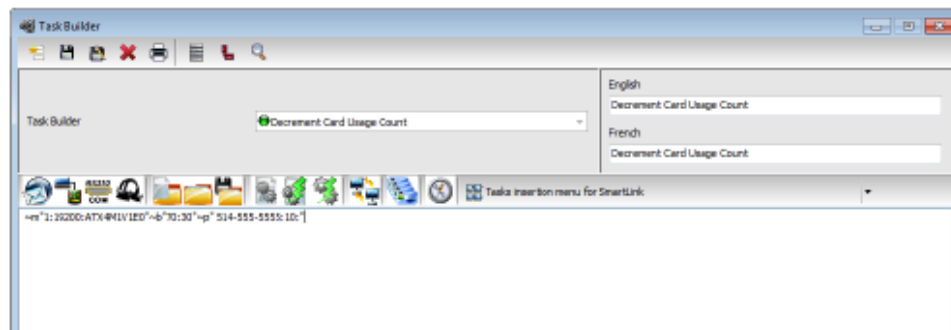 Task Builder
English
Decrement Card Usage Count
Task Builder
Decrement Card Usage Count
French
Decrement Card Usage Count
RS232
COM
Tasks insertion menu for SmartLink
~m"1:19200:ATX4M1V1E0"~b"70:30"~p" 514-555-5555:10:"